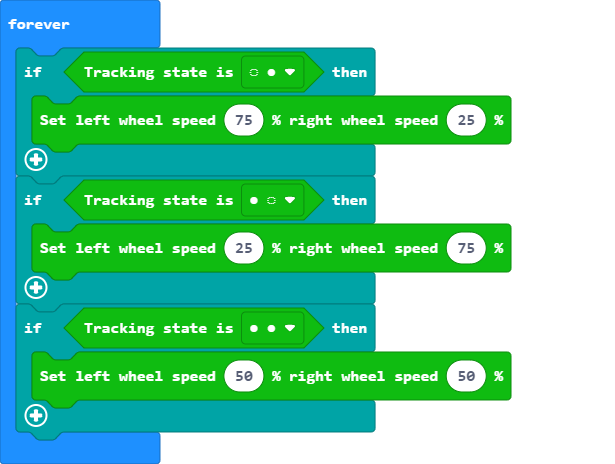 forever
if Tracking state is ◌ ● then
Set left wheel speed 75 % right wheel speed 25 %
if Tracking state is ● ◌ then
Set left wheel speed 25 % right wheel speed 75 %
if Tracking state is ● ● then
Set left wheel speed 50 % right wheel speed 50 %